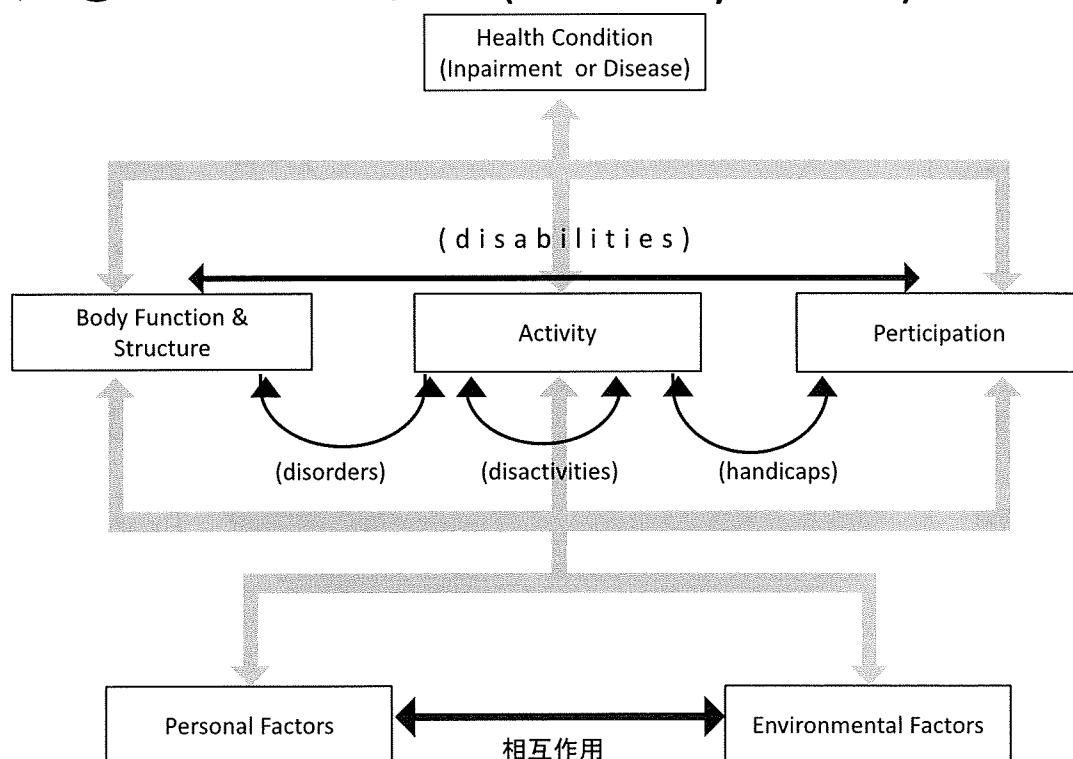 Health Condition
(Inpairment or Disease)
(disabilities)
Body Function &
Structure
Activity
Perticipation
(disorders)
(disactivities)
(handicaps)
Personal Factors
Environmental Factors
相互作用